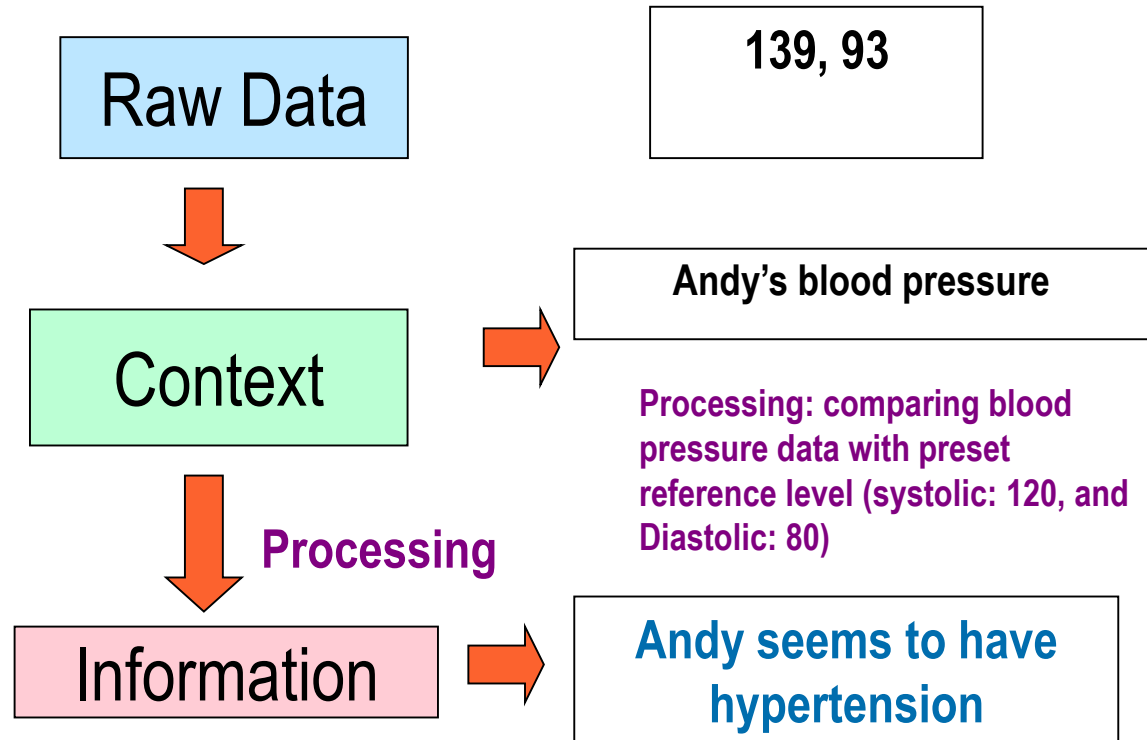 Raw Data
139, 93
Andy’s blood pressure
Context
Processing: comparing blood
pressure data with preset
reference level (systolic: 120, and
Diastolic: 80)
Processing
Information
Andy seems to have
hypertension